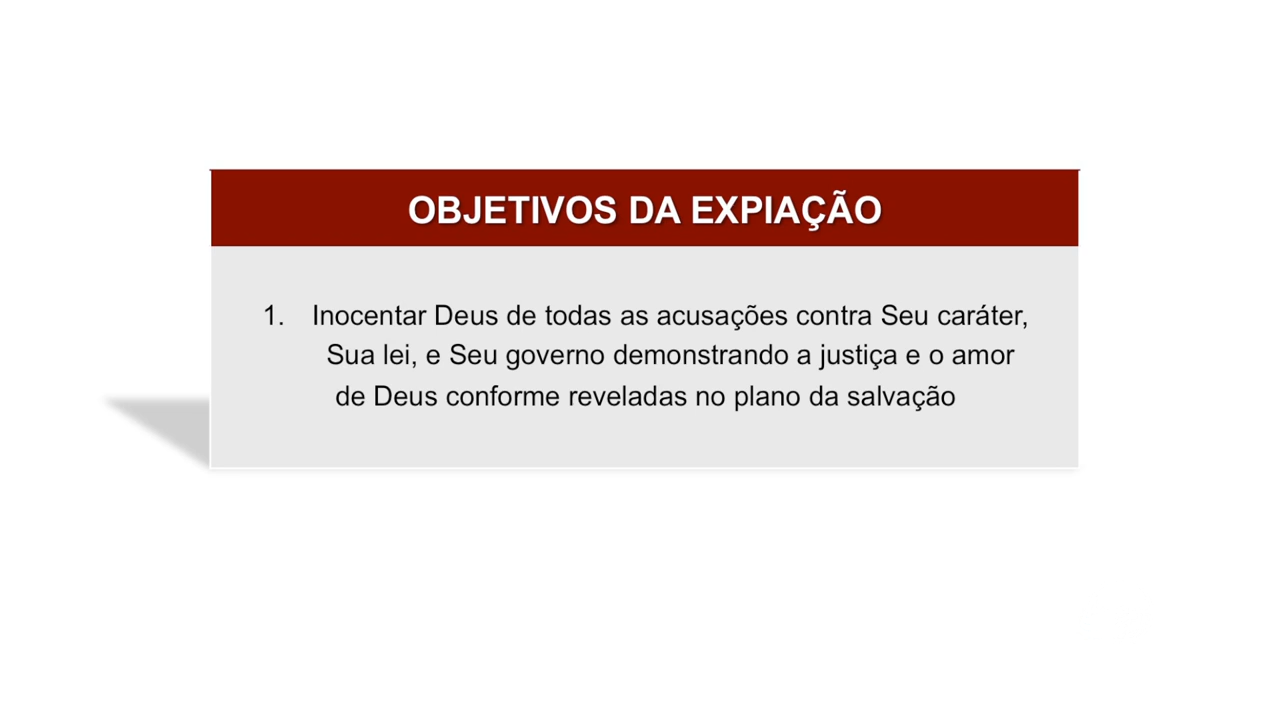 OBJETIVOS DA EXPIAÇÃO
1. Inocentar Deus de todas as acusações contra Seu caráter,
Sua lei, e Seu governo demonstrando a justiça e o amor
de Deus conforme reveladas no plano da salvação